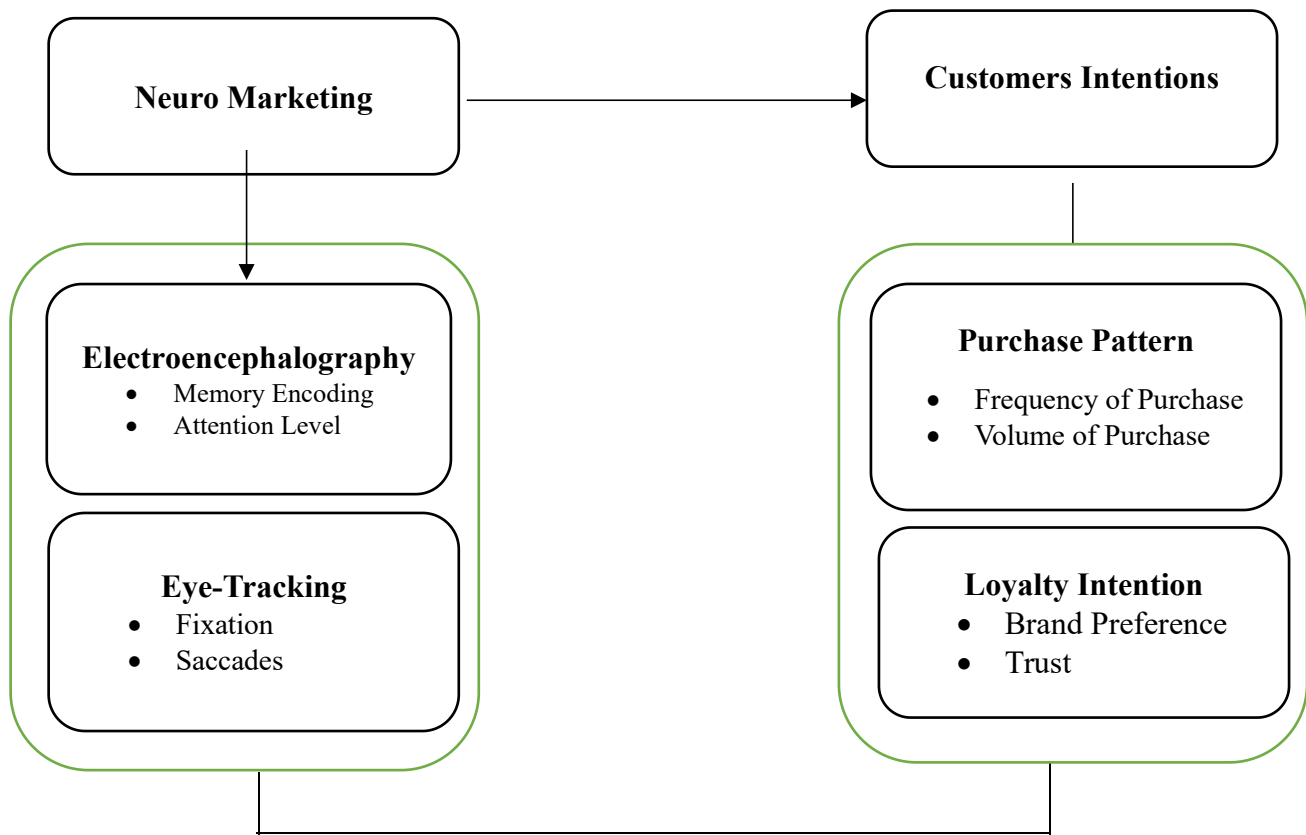 Neuro Marketing
Customers Intentions
Electroencephalography
• Memory Encoding
• Attention Level
Eye-Tracking
• Fixation
• Saccades
Purchase Pattern
• Frequency of Purchase
• Volume of Purchase
Loyalty Intention
• Brand Preference
• Trust